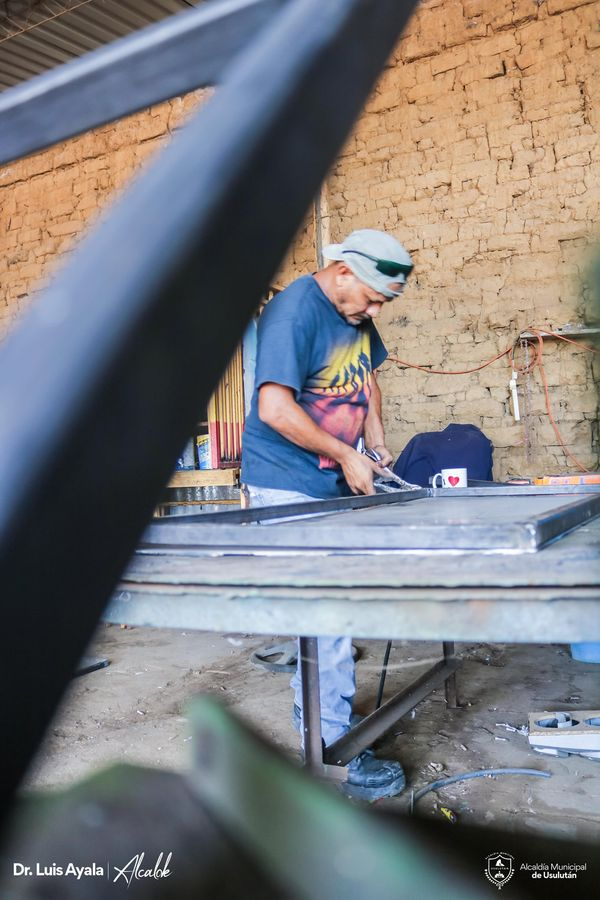 Dr. Luis Ayala | Alcalde
Alcaldía Municipal
de Usulután